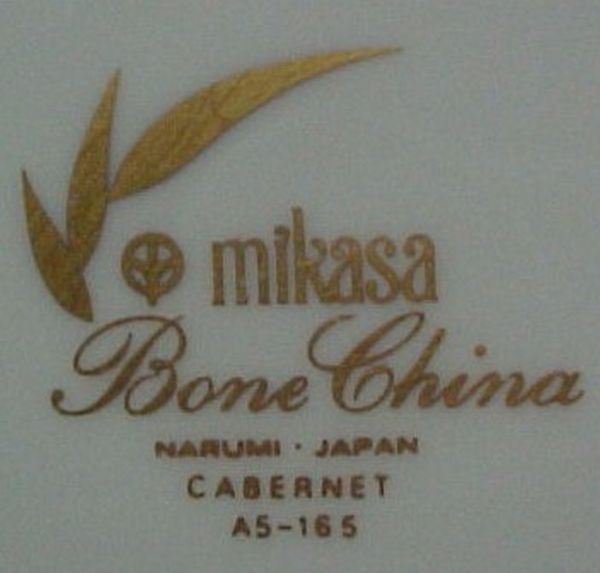 mikasa
Bone China
NARUMI · JAPAN
CABERNET
A5-165